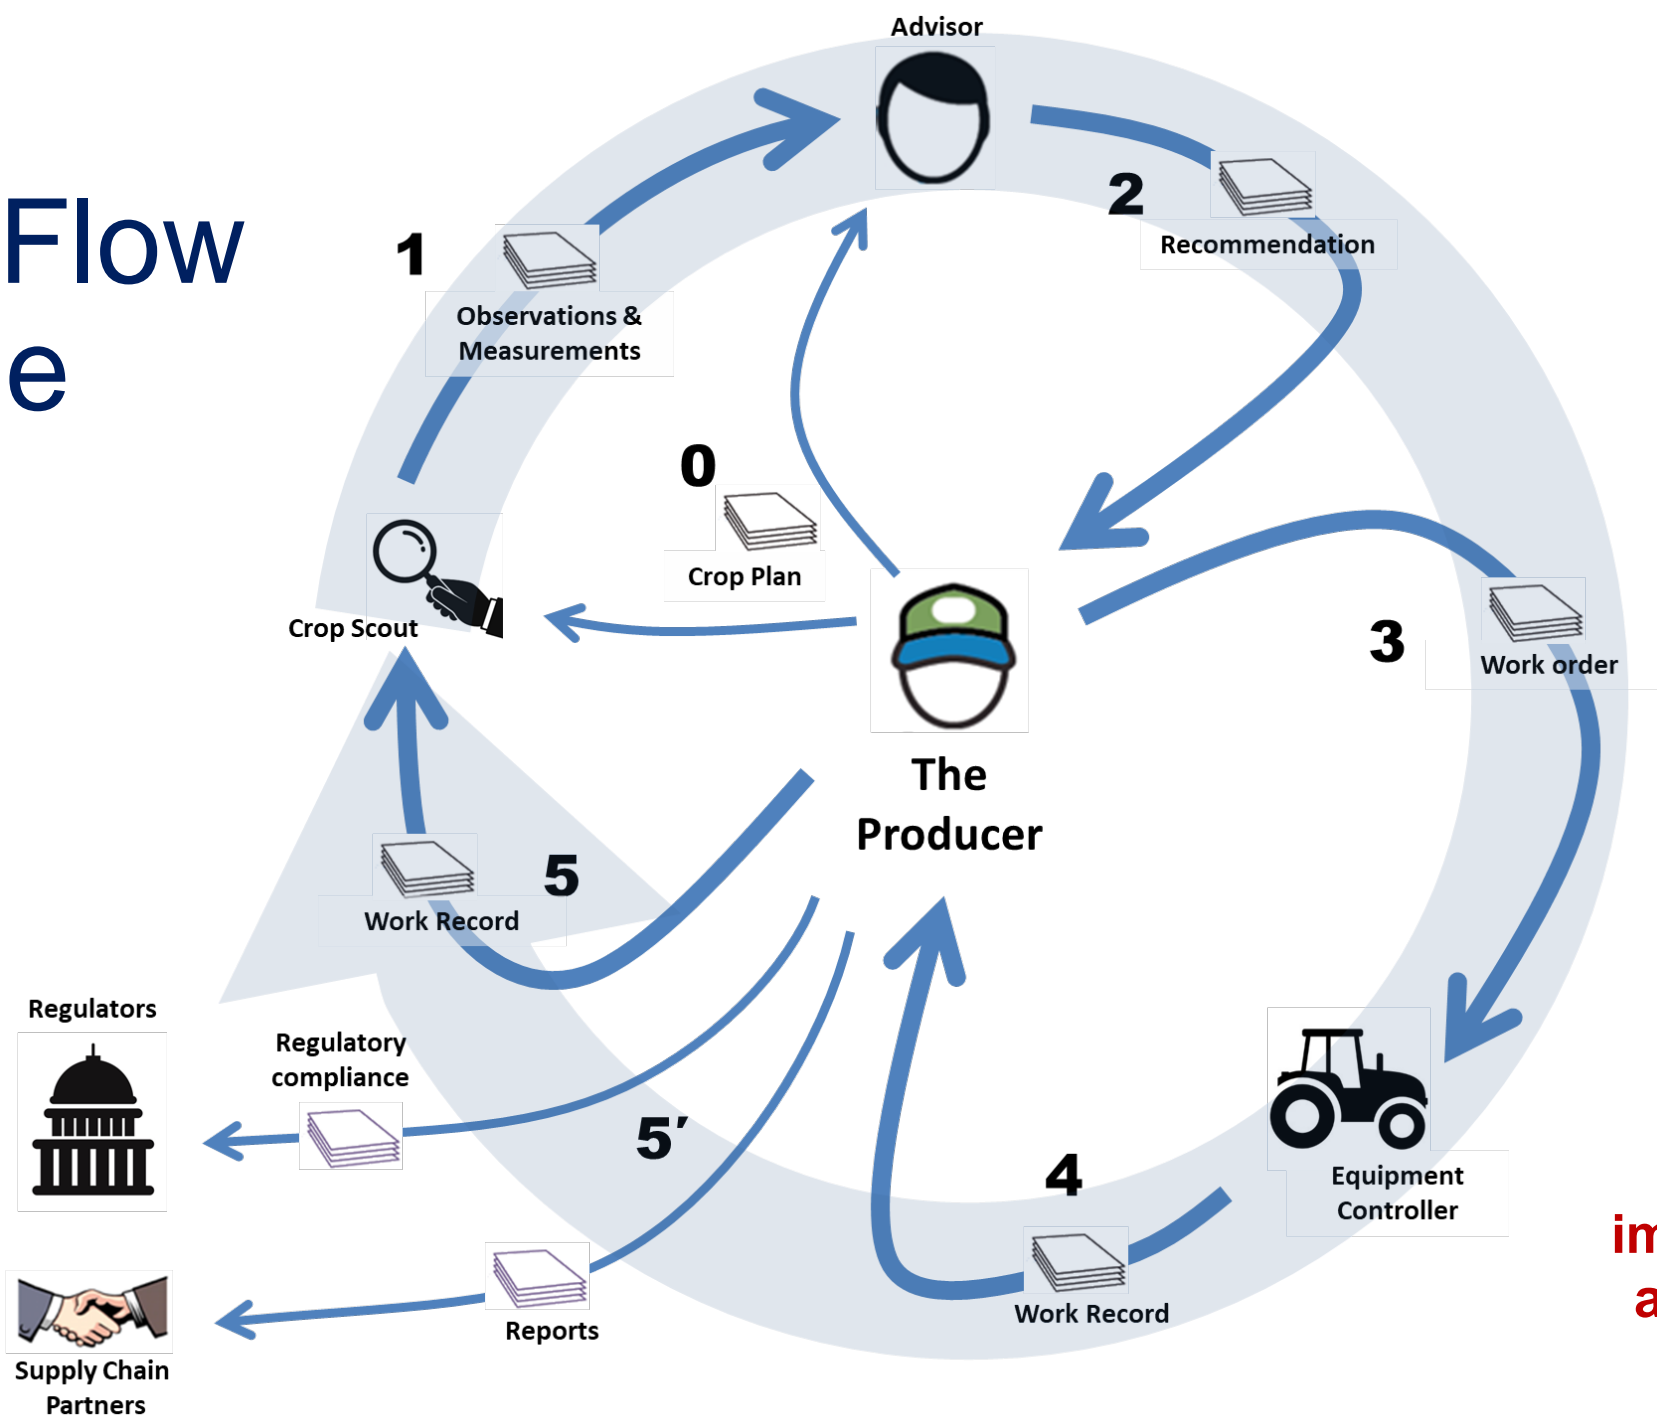 Advisor
Flow
e
1
Observations &
Measurements
2
Recommendation
0
Crop Plan
Crop Scout
3
Work order
The
Producer
5
Work Record
Regulators
Regulatory
compliance
5′
4
Equipment
Controller
Work Record
Reports
Supply Chain
Partners
im
a